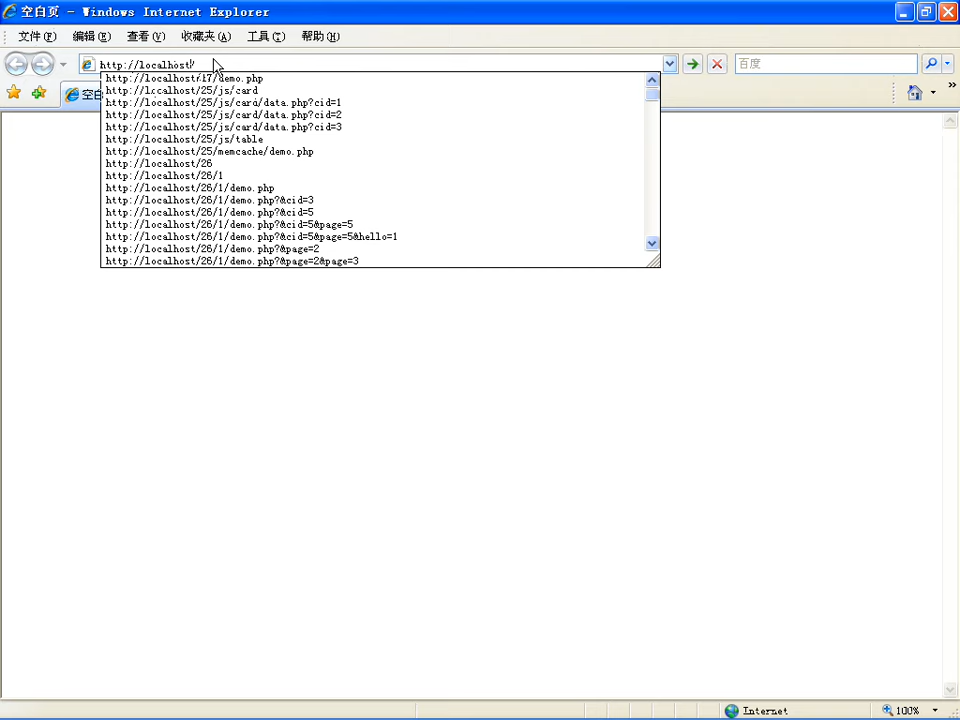 空白页 - Windows Internet Explorer
文件(F) 编辑(E) 查看(V) 收藏夹(A) 工具(T) 帮助(H)
http://localhost/ 百度
空白
http://localhost/17/demo.php
http://localhost/25/js/card
http://localhost/25/js/card/data.php?cid=1
http://localhost/25/js/card/data.php?cid=2
http://localhost/25/js/card/data.php?cid=3
http://localhost/25/js/table
http://localhost/25/memcache/demo.php
http://localhost/26
http://localhost/26/1
http://localhost/26/1/demo.php
http://localhost/26/1/demo.php?&cid=3
http://localhost/26/1/demo.php?&cid=5
http://localhost/26/1/demo.php?&cid=5&page=5
http://localhost/26/1/demo.php?&cid=5&page=5&hello=1
http://localhost/26/1/demo.php?&page=2
http://localhost/26/1/demo.php?&page=2&page=3
Internet 100%